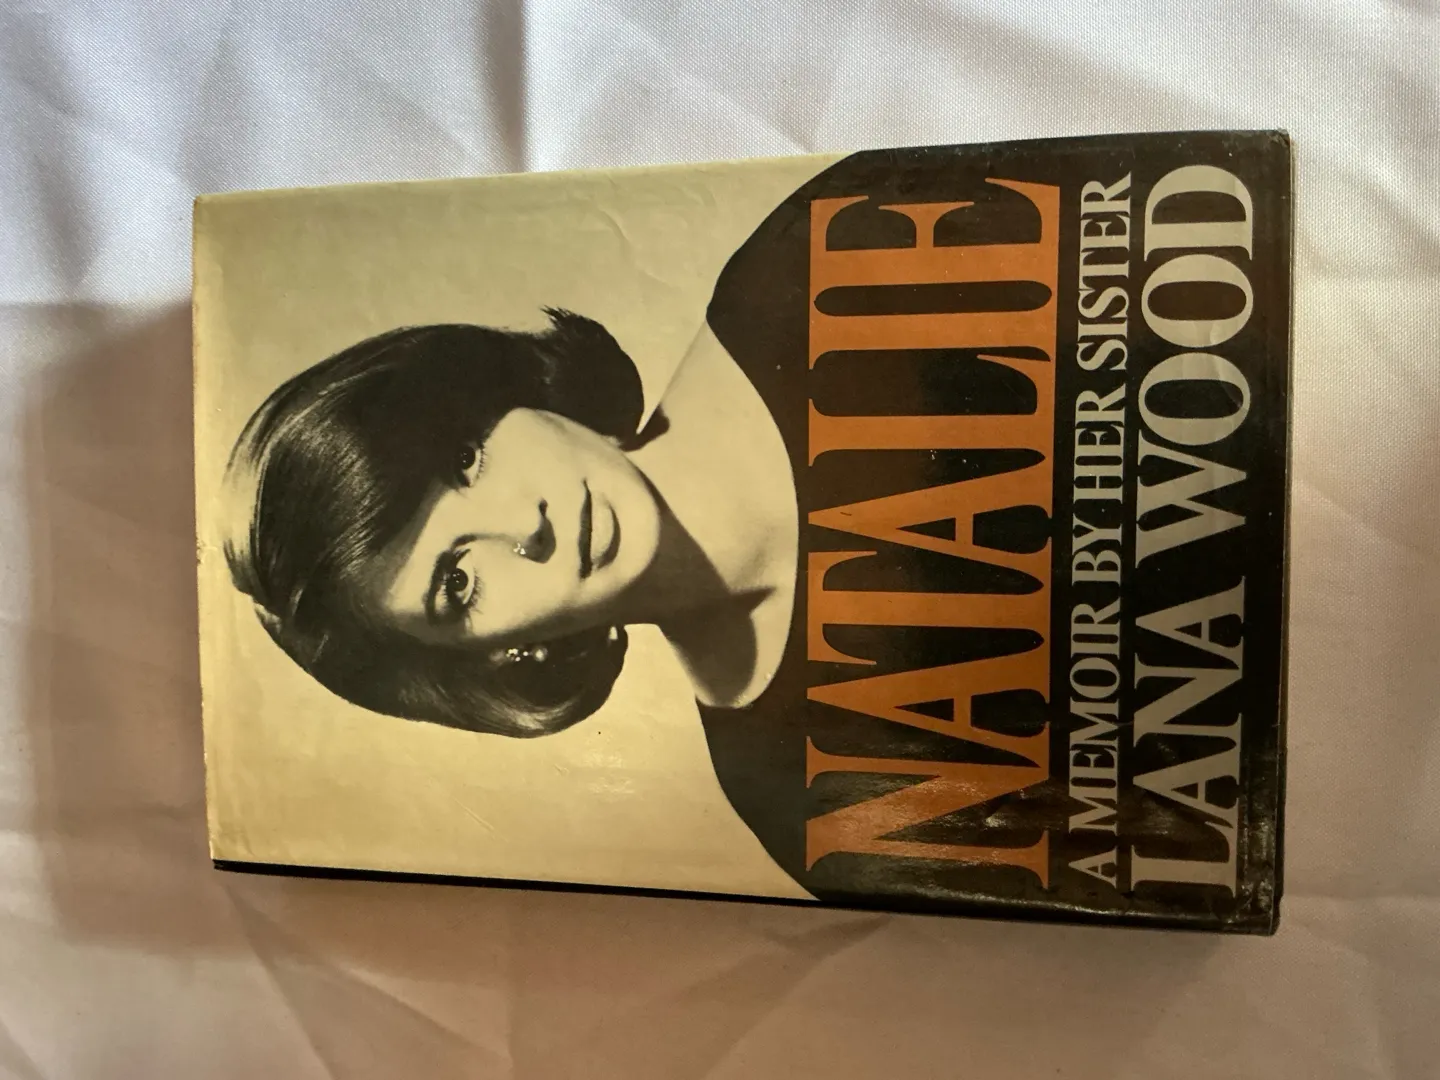 NATALIE
A MEMOIR BY HER SISTER
LANA WOOD